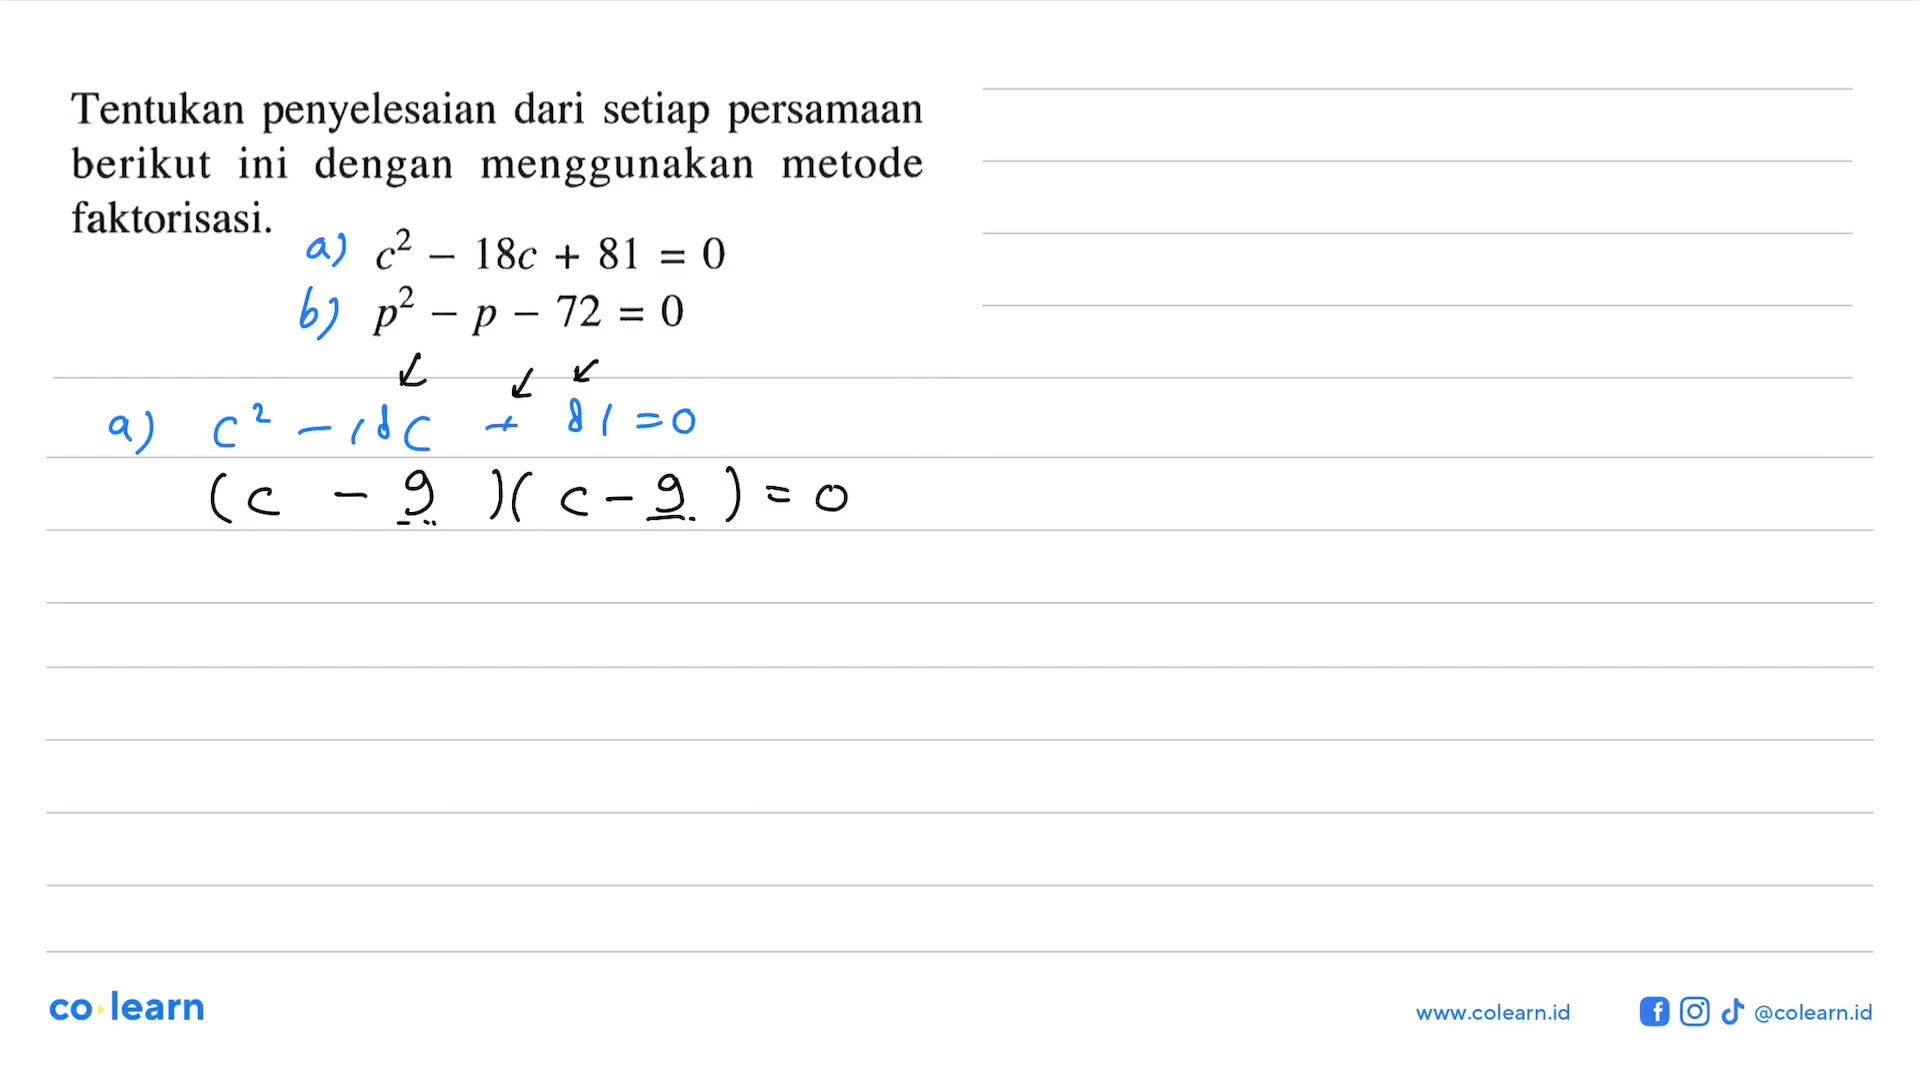 Tentukan penyelesaian dari setiap persamaan
berikut ini dengan menggunakan metode
faktorisasi.
a) c² − 18c + 81 = 0
b) p² − p − 72 = 0
a) c² − 18c + 81 = 0
(c − 9)(c − 9) = 0
co learn
www.colearn.id
@colearn.id